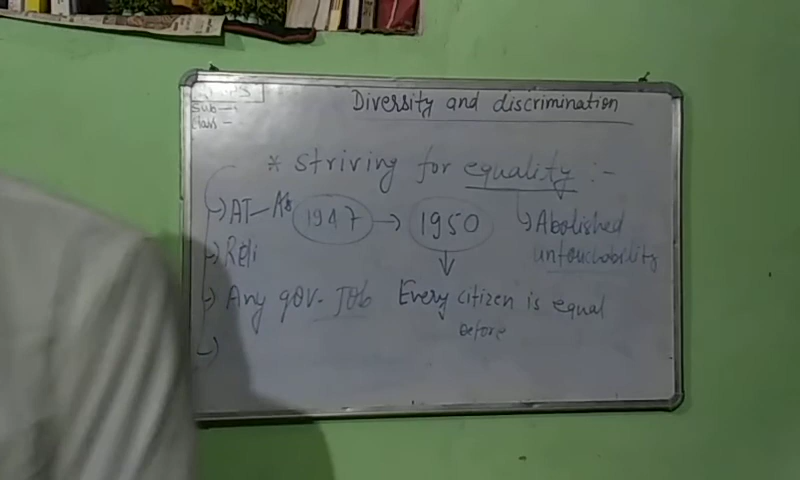 Sub-
Class-
Diversity and discrimination
* Striving for equality :-
→ AT-
1947 → 1950
→ Abolished
untouchability
→ Reli
→ Any gov. Job
Every citizen is equal
before